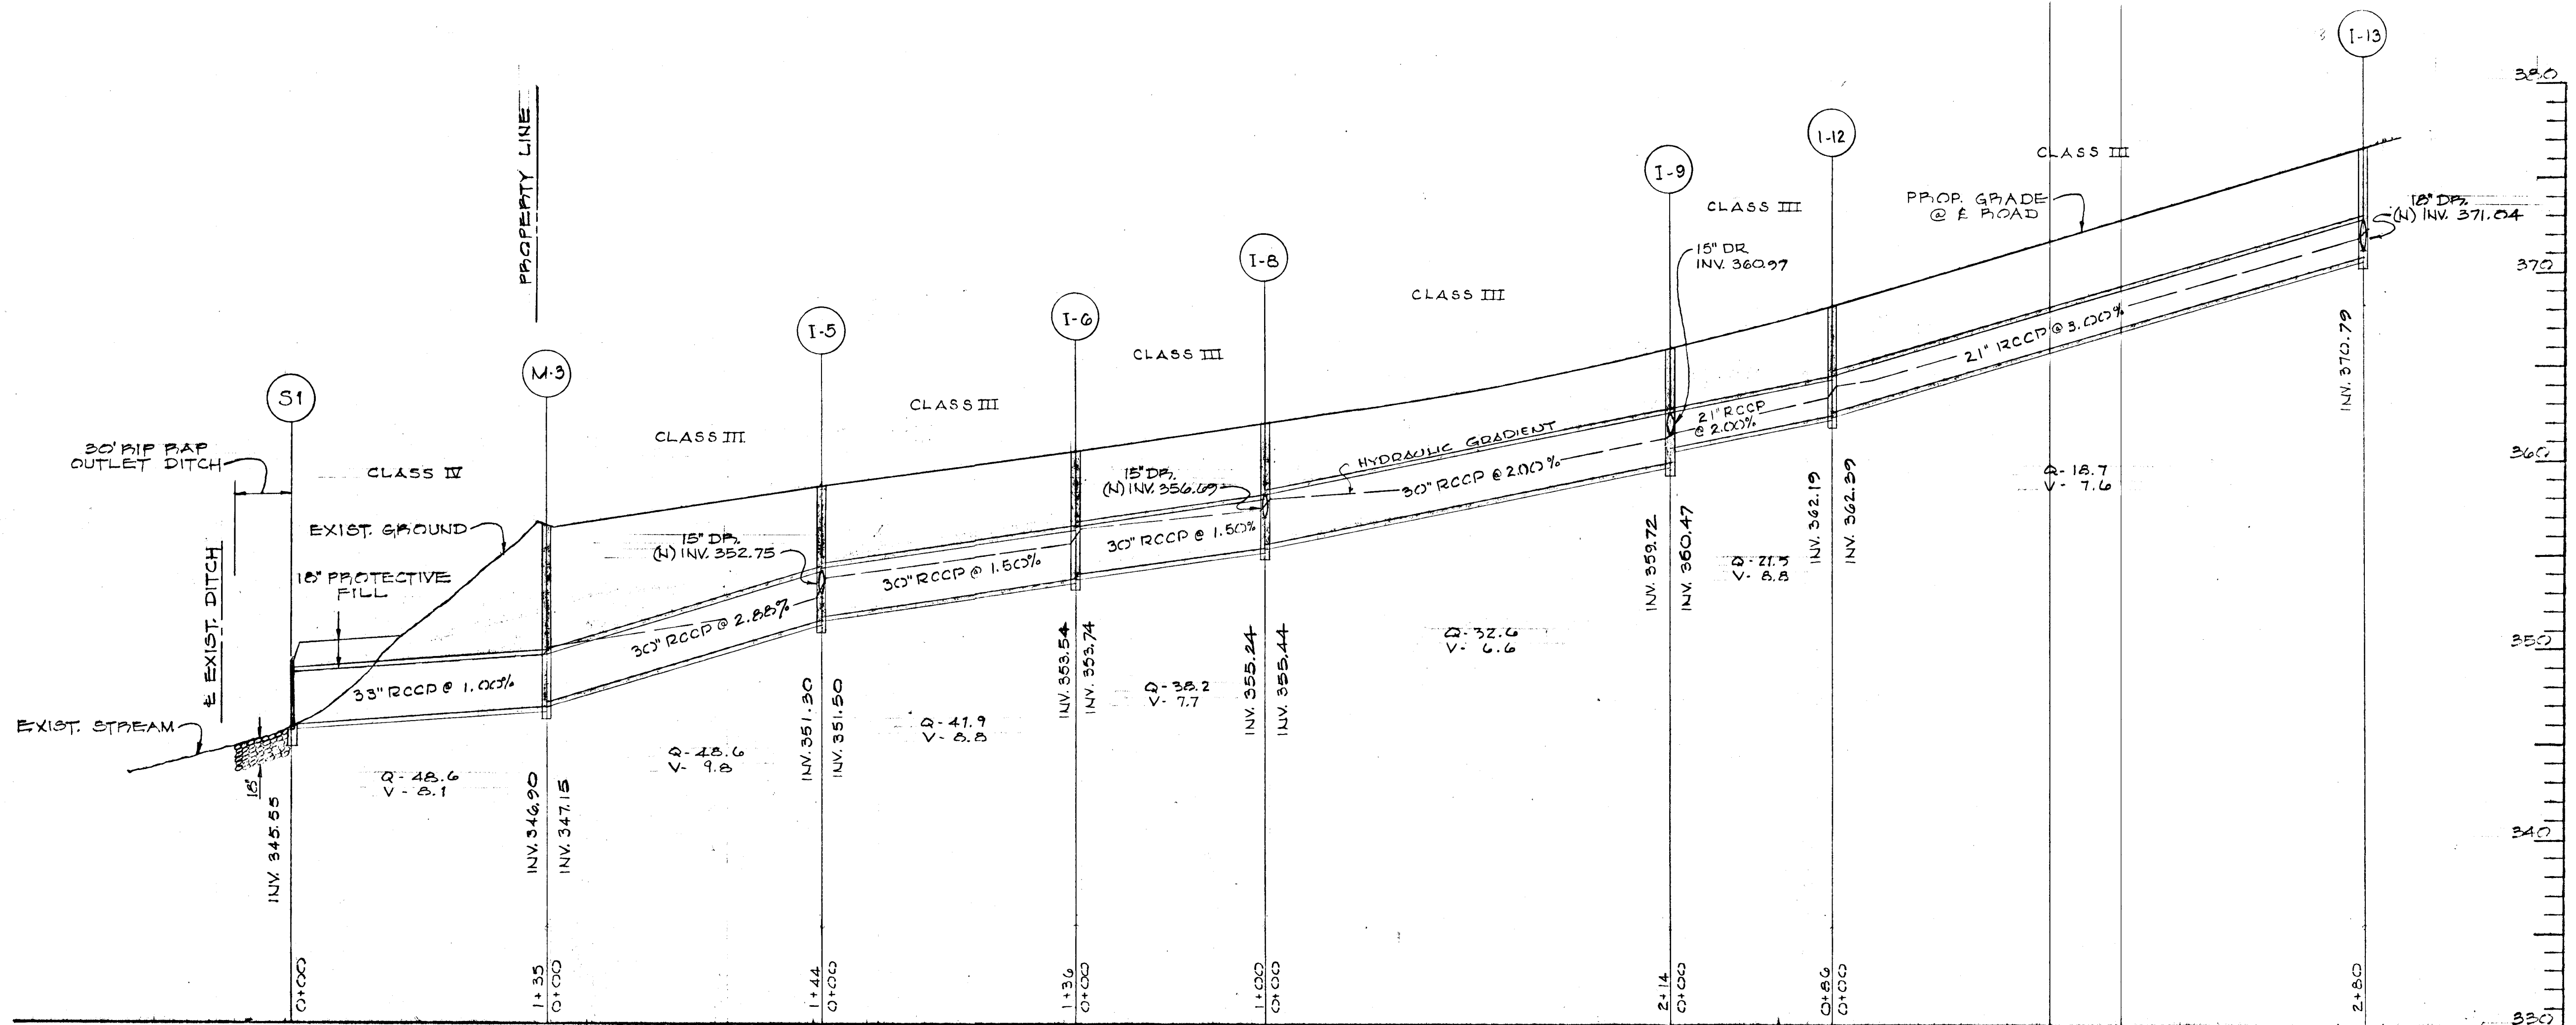 I-13
380
I-12
CLASS III
I-9
PROPERTY LINE
CLASS III
PROP. GRADE
@ ℄ ROAD
18" DR.
(N) INV. 371.04
15" DR
INV. 360.97
I-8
370
CLASS III
I-6
I-5
21" RCCP @ 3.00%
INV. 370.79
CLASS III
M-3
S1
CLASS III
21" RCCP
@ 2.00%
HYDRAULIC GRADIENT
CLASS III
30' RIP RAP
OUTLET DITCH
CLASS IV
360
15" DR.
(N) INV. 356.69
30" RCCP @ 2.00%
Q- 18.7
V- 7.6
EXIST. GROUND
15" DR.
(N) INV. 352.75
30" RCCP @ 1.50%
30" RCCP @ 1.50%
INV. 359.72
INV. 360.47
Q- 21.5
V- 8.8
INV. 362.19
INV. 362.39
18" PROTECTIVE
FILL
℄ EXIST. DITCH
30" RCCP @ 2.88%
350
Q- 32.6
V- 6.6
INV. 353.54
INV. 353.74
INV. 355.24
INV. 355.44
33" RCCP @ 1.00%
Q- 38.2
V- 7.7
EXIST. STREAM
INV. 351.30
INV. 351.50
Q- 41.9
V- 8.8
Q- 48.6
V- 9.8
Q- 48.6
V - 8.1
18"
INV. 345.55
INV. 346.90
INV. 347.15
340
0+00
1+35
0+00
1+44
0+00
1+36
0+00
1+00
0+00
2+14
0+00
0+86
0+00
2+80
330